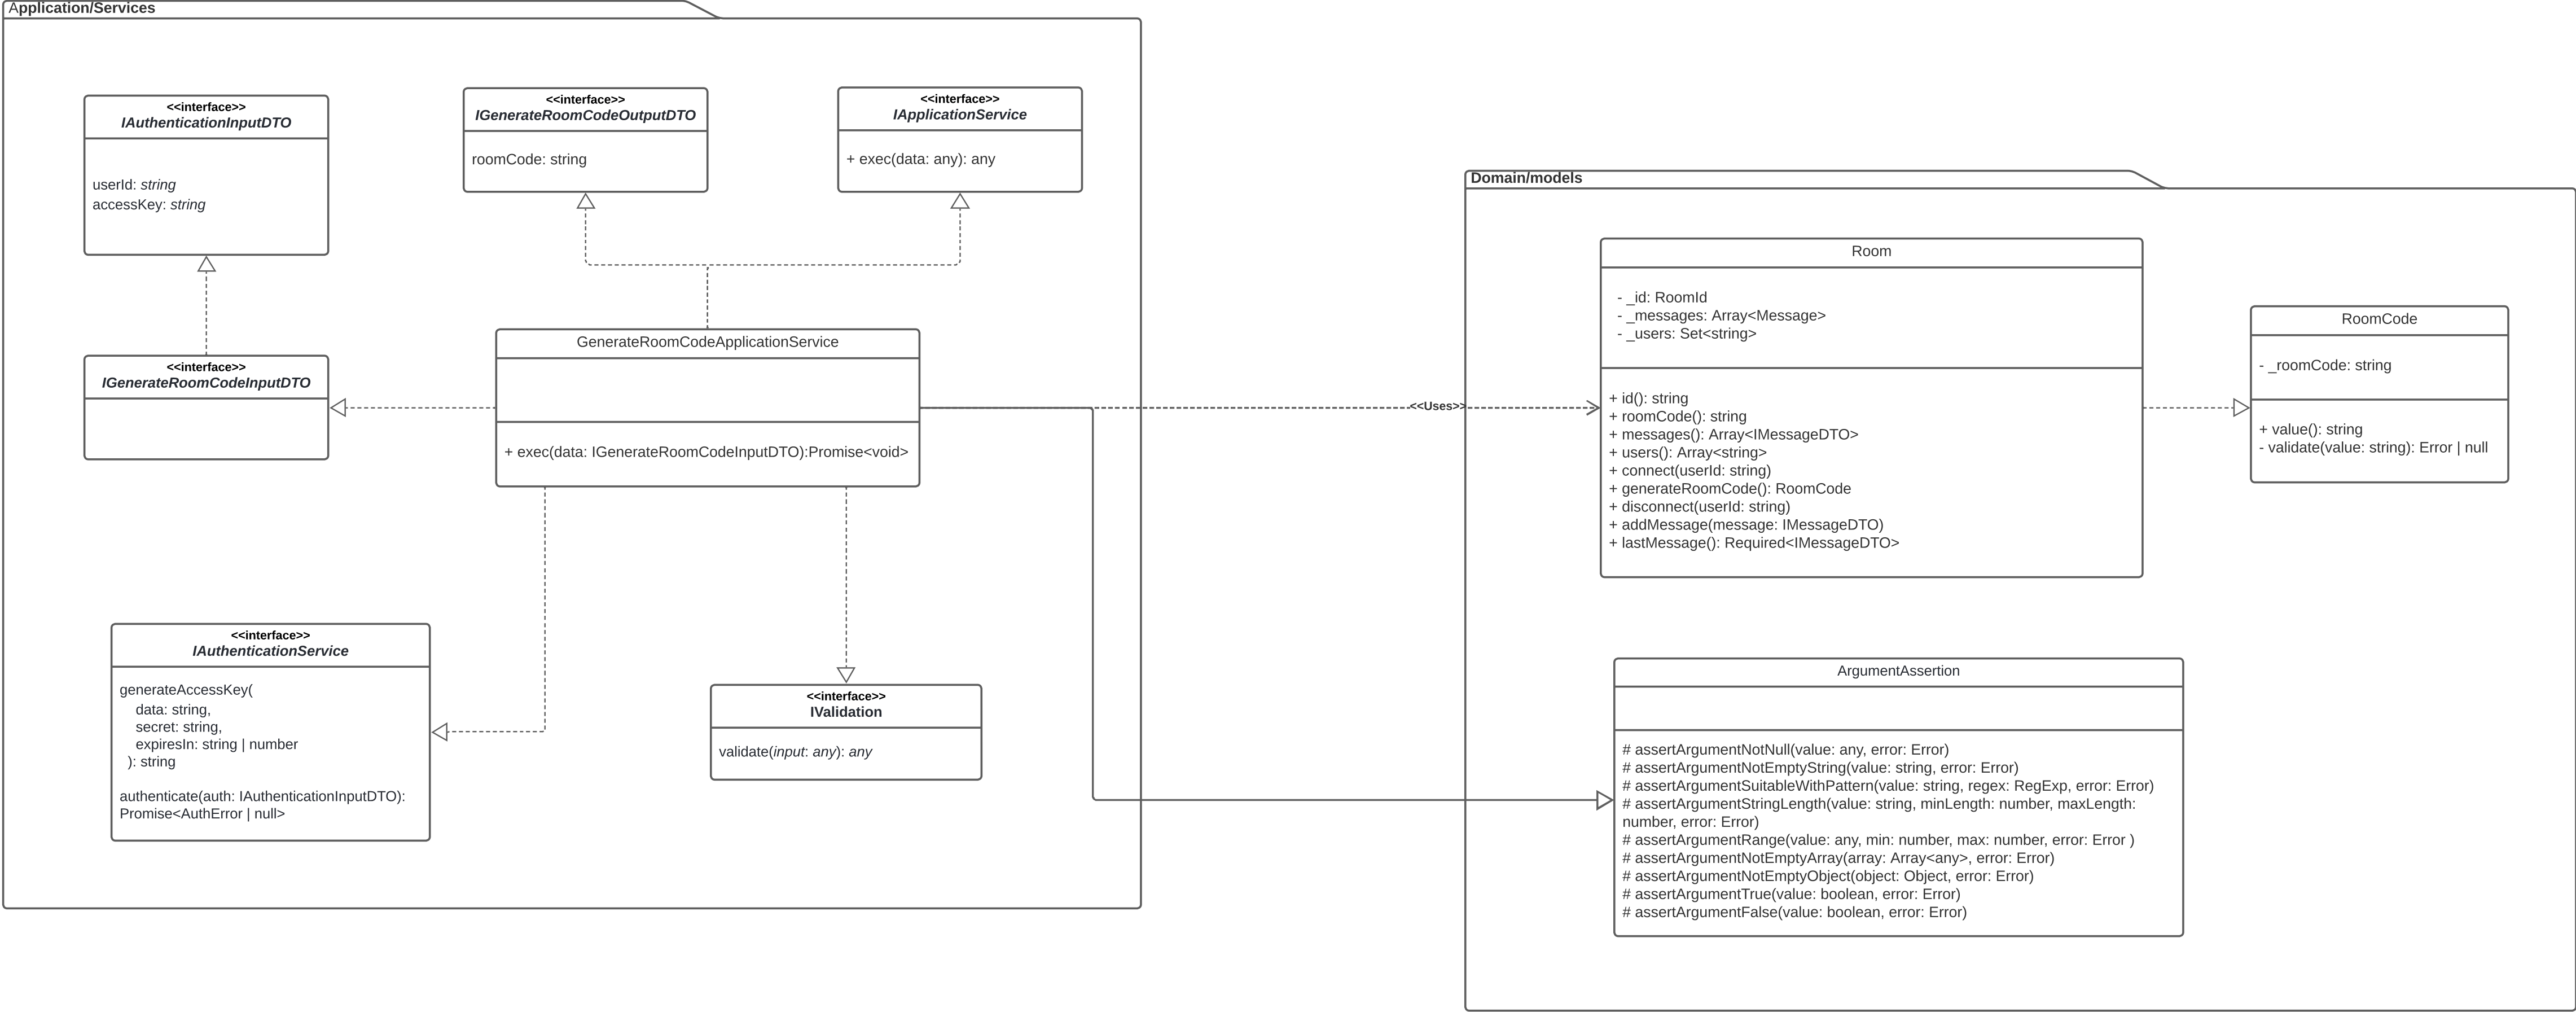 Application/Services
<<interface>>
IAuthenticationInputDTO
userId: string
accessKey: string
<<interface>>
IGenerateRoomCodeOutputDTO
roomCode: string
<<interface>>
IApplicationService
+ exec(data: any): any
<<interface>>
IGenerateRoomCodeInputDTO
GenerateRoomCodeApplicationService
+ exec(data: IGenerateRoomCodeInputDTO):Promise<void>
<<interface>>
IAuthenticationService
generateAccessKey(
data: string,
secret: string,
expiresIn: string | number
): string
authenticate(auth: IAuthenticationInputDTO):
Promise<AuthError | null>
<<interface>>
IValidation
validate(input: any): any
<<Uses>>
Domain/models
Room
- _id: RoomId
- _messages: Array<Message>
- _users: Set<string>
+ id(): string
+ roomCode(): string
+ messages(): Array<IMessageDTO>
+ users(): Array<string>
+ connect(userId: string)
+ generateRoomCode(): RoomCode
+ disconnect(userId: string)
+ addMessage(message: IMessageDTO)
+ lastMessage(): Required<IMessageDTO>
RoomCode
- _roomCode: string
+ value(): string
- validate(value: string): Error | null
ArgumentAssertion
# assertArgumentNotNull(value: any, error: Error)
# assertArgumentNotEmptyString(value: string, error: Error)
# assertArgumentSuitableWithPattern(value: string, regex: RegExp, error: Error)
# assertArgumentStringLength(value: string, minLength: number, maxLength:
number, error: Error)
# assertArgumentRange(value: any, min: number, max: number, error: Error )
# assertArgumentNotEmptyArray(array: Array<any>, error: Error)
# assertArgumentNotEmptyObject(object: Object, error: Error)
# assertArgumentTrue(value: boolean, error: Error)
# assertArgumentFalse(value: boolean, error: Error)